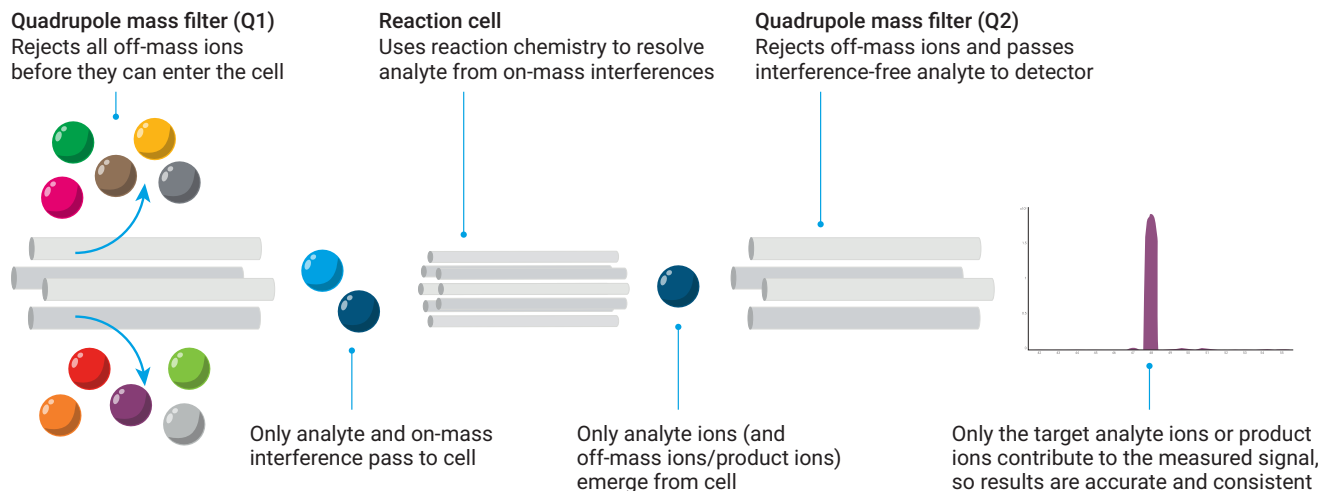 Quadrupole mass filter (Q1)
Rejects all off-mass ions
before they can enter the cell
Reaction cell
Uses reaction chemistry to resolve
analyte from on-mass interferences
Quadrupole mass filter (Q2)
Rejects off-mass ions and passes
interference-free analyte to detector
Only analyte and on-mass
interference pass to cell
Only analyte ions (and
off-mass ions/product ions)
emerge from cell
Only the target analyte ions or product
ions contribute to the measured signal,
so results are accurate and consistent